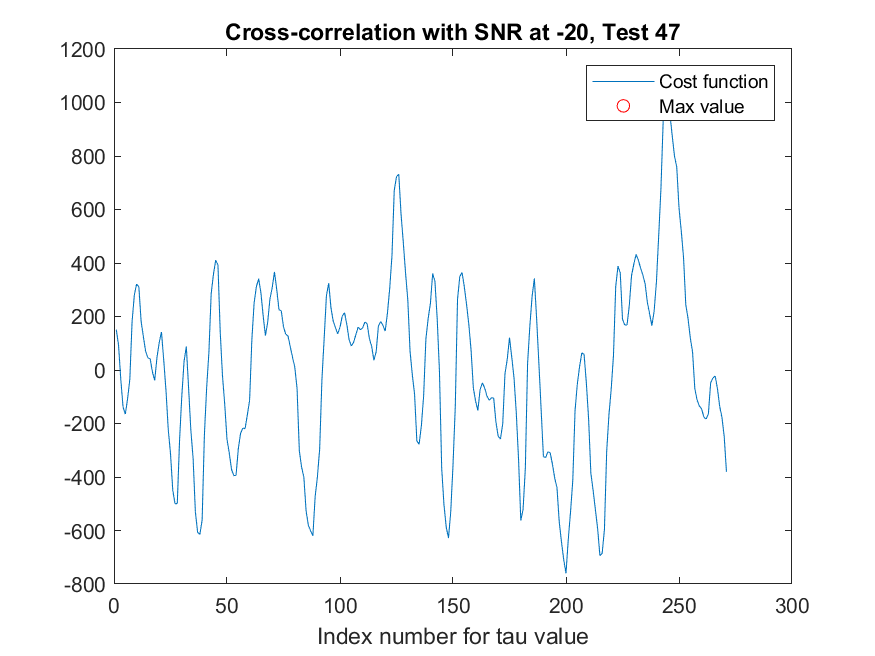 Cross-correlation with SNR at -20, Test 47
1200
1000
800
600
400
200
0
-200
-400
-600
-800
Cost function
Max value
0 50 100 150 200 250 300
Index number for tau value